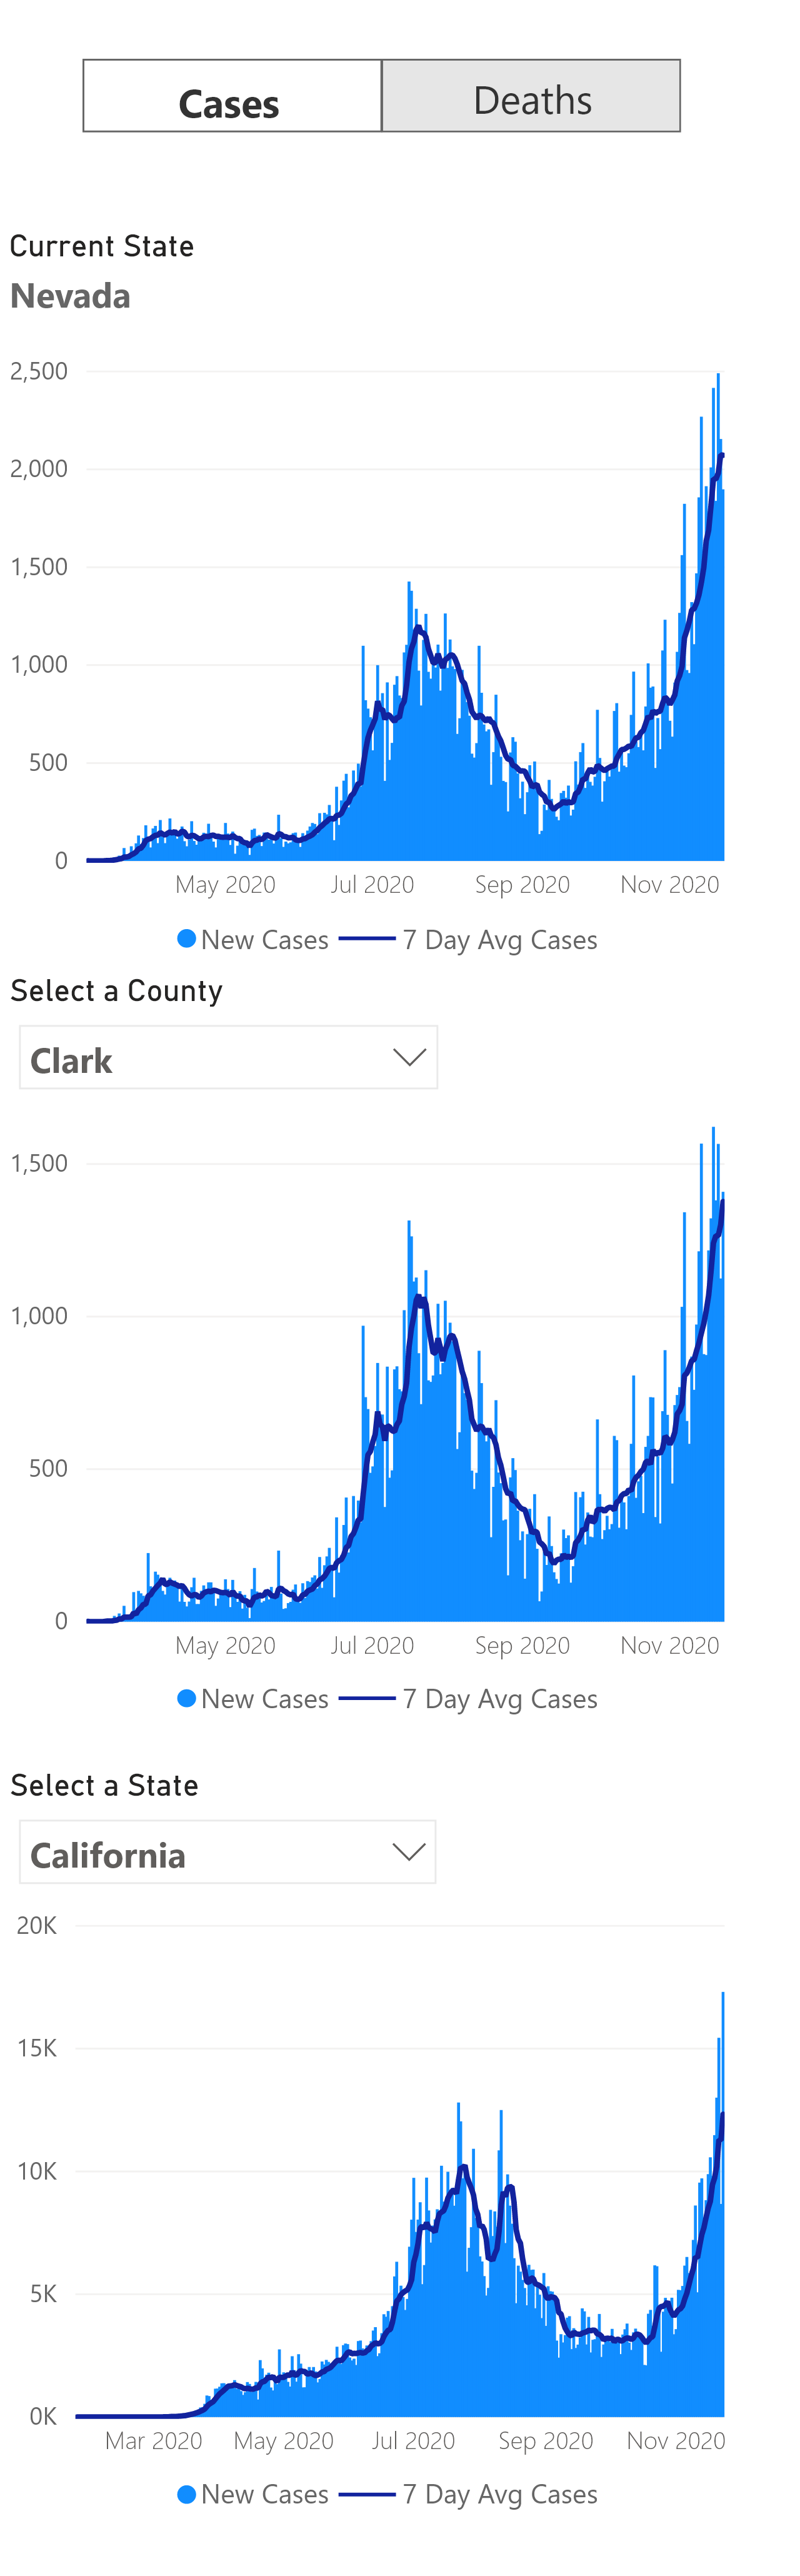 Cases Deaths
Current State
Nevada
2,500
2,000
1,500
1,000
500
0
May 2020 Jul 2020 Sep 2020 Nov 2020
New Cases 7 Day Avg Cases
Select a County
Clark
1,500
1,000
500
0
May 2020 Jul 2020 Sep 2020 Nov 2020
New Cases 7 Day Avg Cases
Select a State
California
20K
15K
10K
5K
0K
Mar 2020 May 2020 Jul 2020 Sep 2020 Nov 2020
New Cases 7 Day Avg Cases